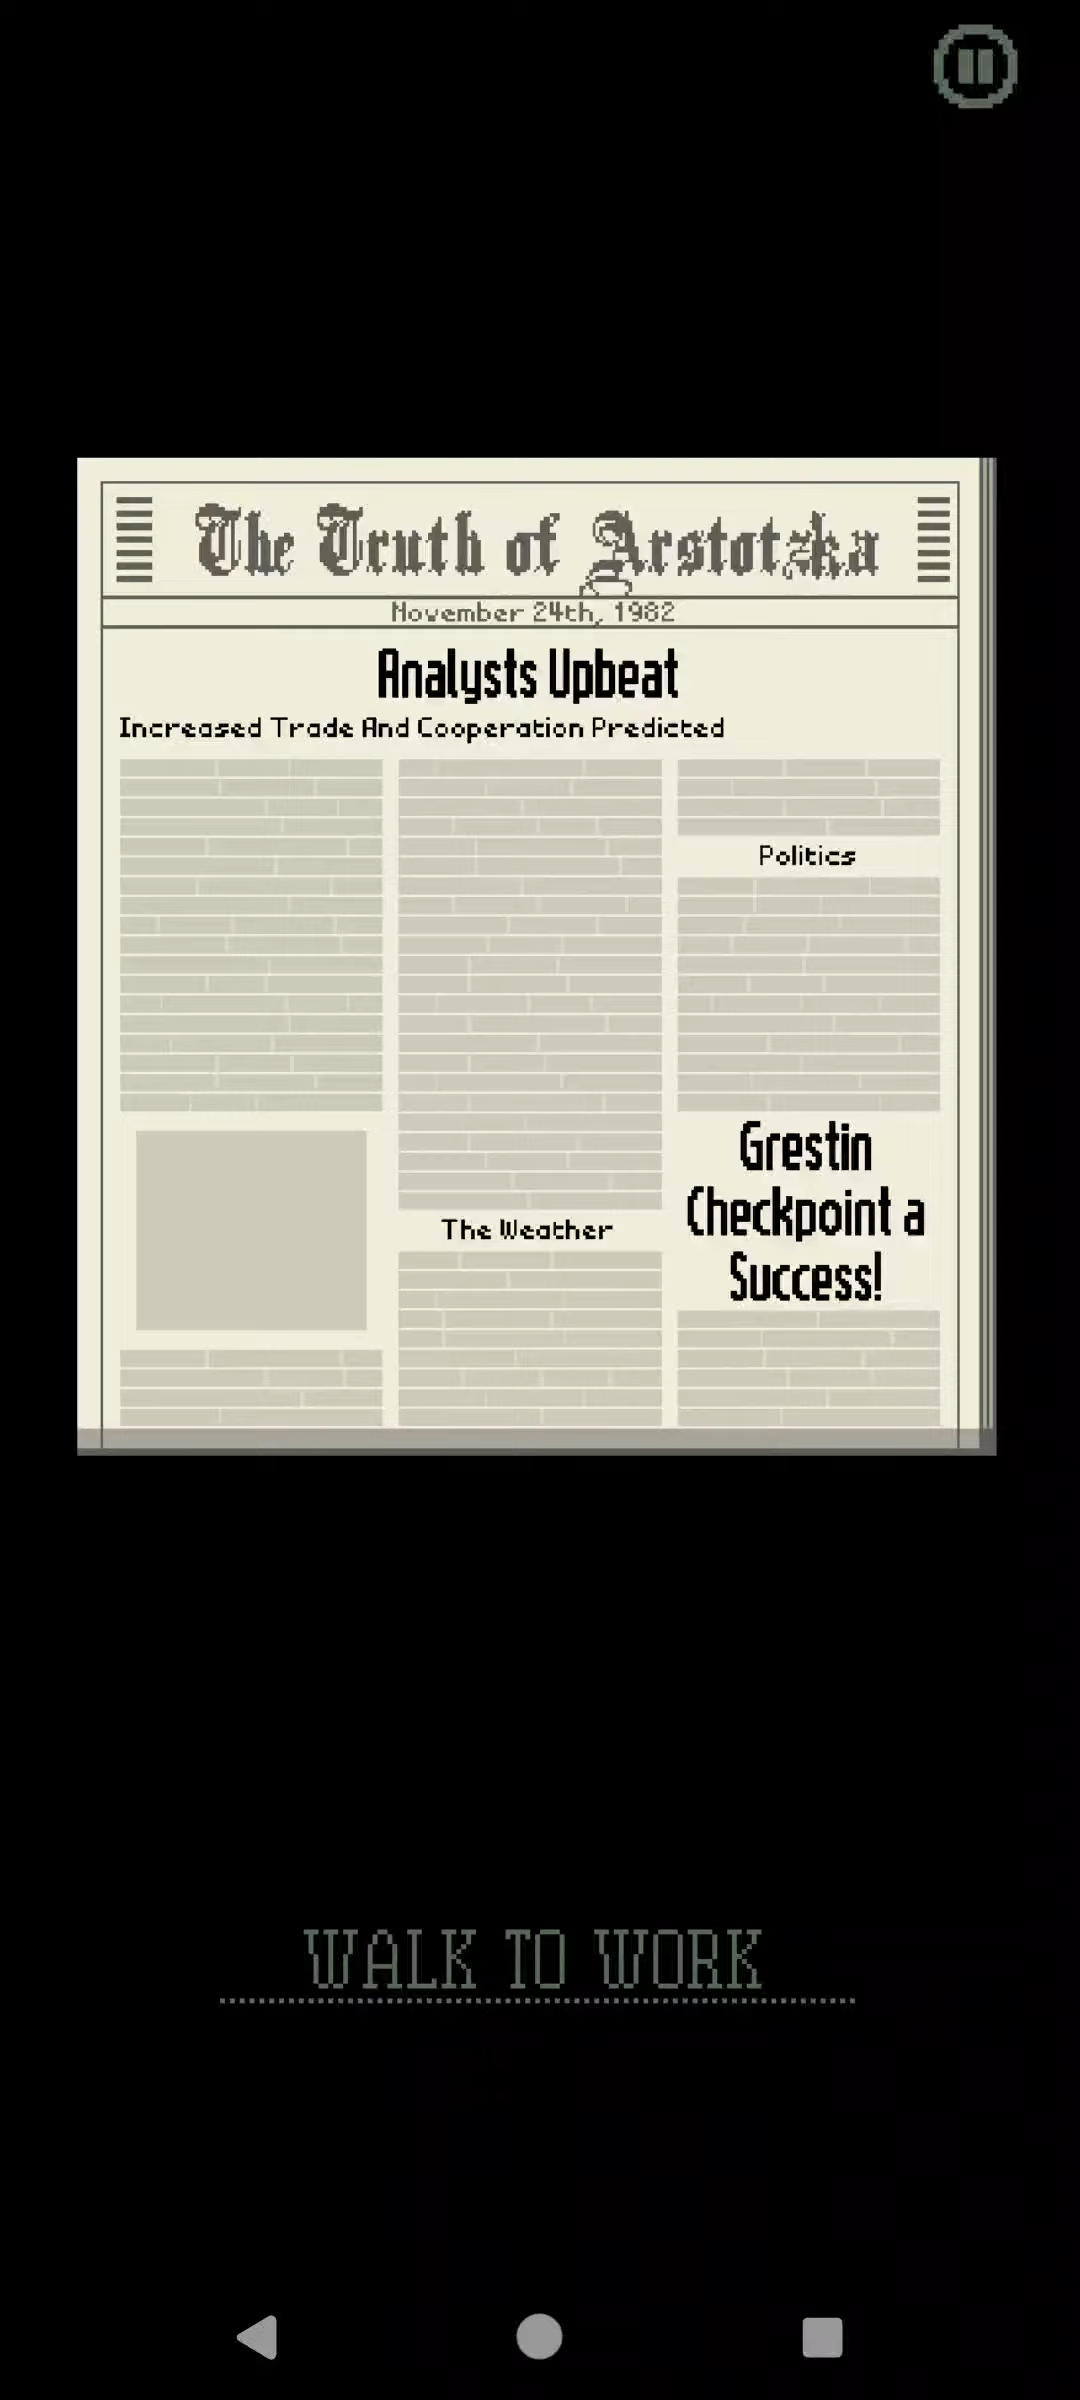 The Truth of Arstotzka
November 24th, 1982
Analysts Upbeat
Increased Trade And Cooperation Predicted
Politics
Grestin
Checkpoint a
Success!
The Weather
WALK TO WORK